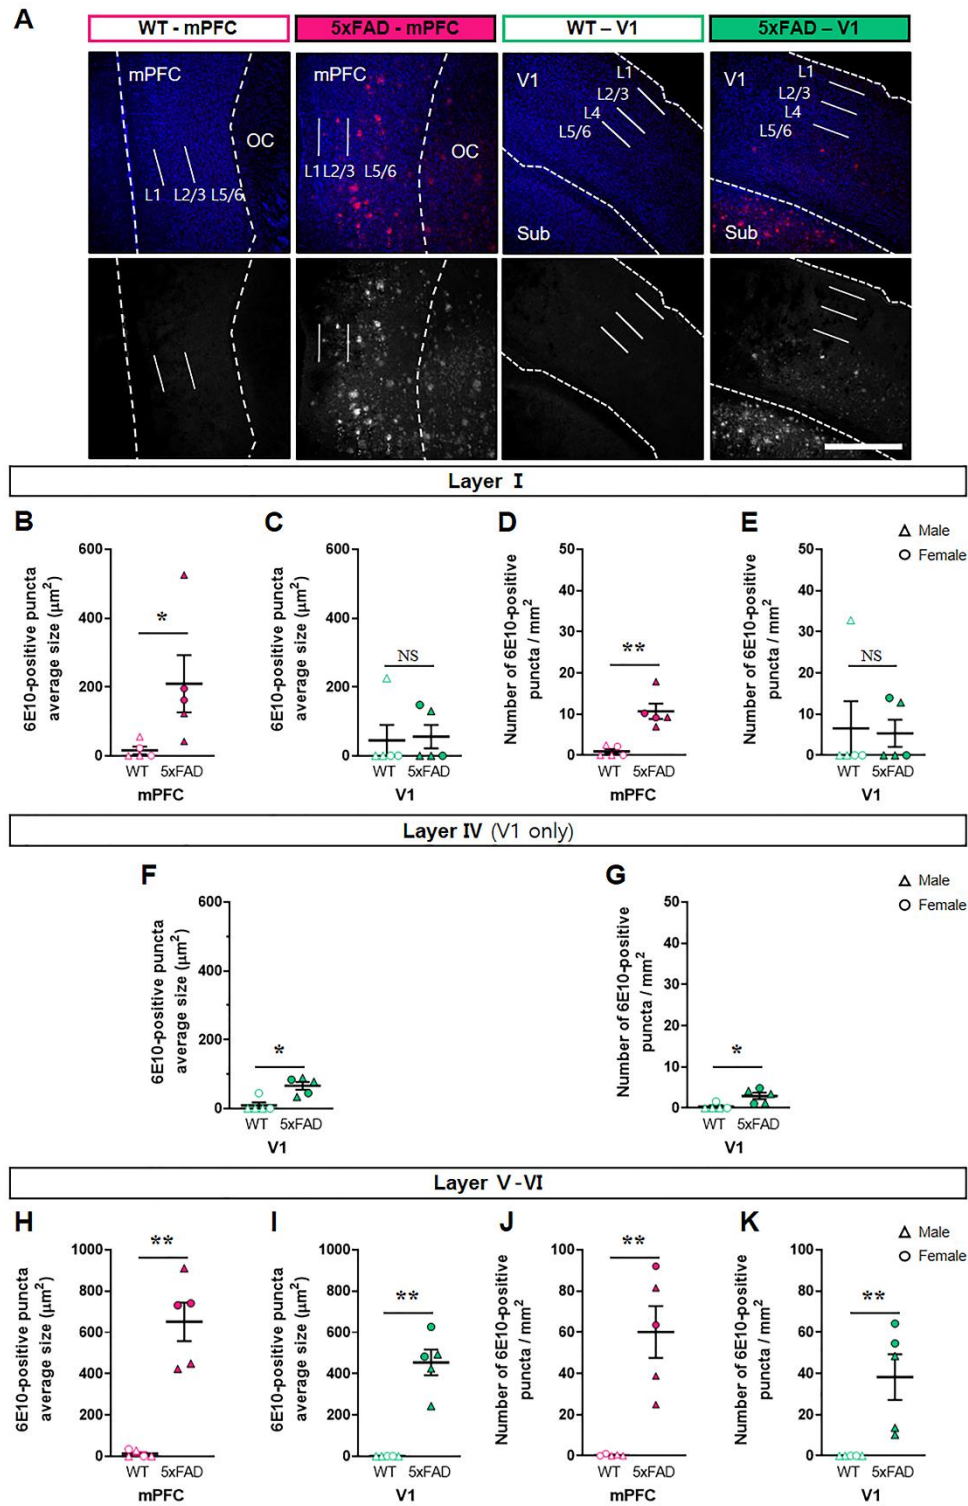 A
WT - mPFC
5xFAD - mPFC
WT – V1
5xFAD – V1
mPFC
OC
L1
L2/3
L5/6
mPFC
OC
L1
L2/3
L5/6
V1
L1
L2/3
L4
L5/6
Sub
V1
L1
L2/3
L4
L5/6
Sub
Layer I
B
6E10-positive puncta
average size (μm²)
600
400
200
0
*
WT
5xFAD
mPFC
C
6E10-positive puncta
average size (μm²)
600
400
200
0
NS
WT
5xFAD
V1
D
Number of 6E10-positive
puncta / mm²
50
40
30
20
10
0
**
WT
5xFAD
mPFC
E
Number of 6E10-positive
puncta / mm²
50
40
30
20
10
0
NS
WT
5xFAD
V1
Male
Female
Layer IV (V1 only)
F
6E10-positive puncta
average size (μm²)
600
400
200
0
*
WT
5xFAD
V1
G
Number of 6E10-positive
puncta / mm²
50
40
30
20
10
0
*
WT
5xFAD
V1
Male
Female
Layer V-VI
H
6E10-positive puncta
average size (μm²)
1000
800
600
400
200
0
**
WT
5xFAD
mPFC
I
6E10-positive puncta
average size (μm²)
1000
800
600
400
200
0
**
WT
5xFAD
V1
J
Number of 6E10-positive
puncta / mm²
100
80
60
40
20
0
**
WT
5xFAD
mPFC
K
Number of 6E10-positive
puncta / mm²
100
80
60
40
20
0
**
WT
5xFAD
V1
Male
Female